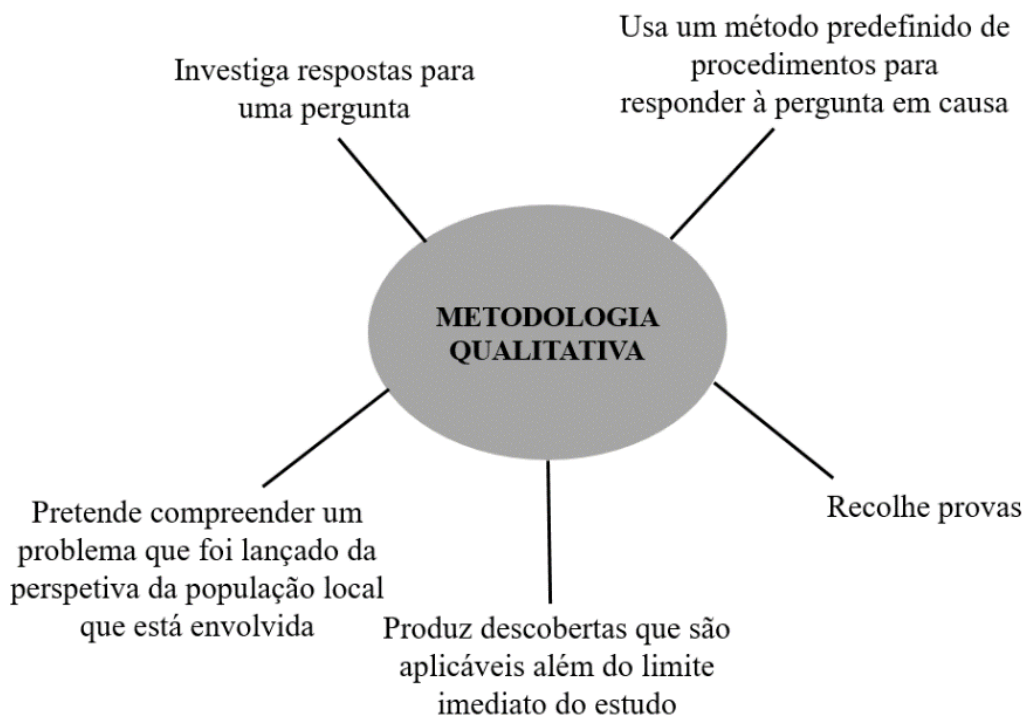 Investiga respostas para
uma pergunta
Usa um método predefinido de
procedimentos para
responder à pergunta em causa
METODOLOGIA
QUALITATIVA
Recolhe provas
Pretende compreender um
problema que foi lançado da
perspetiva da população local
que está envolvida
Produz descobertas que são
aplicáveis além do limite
imediato do estudo